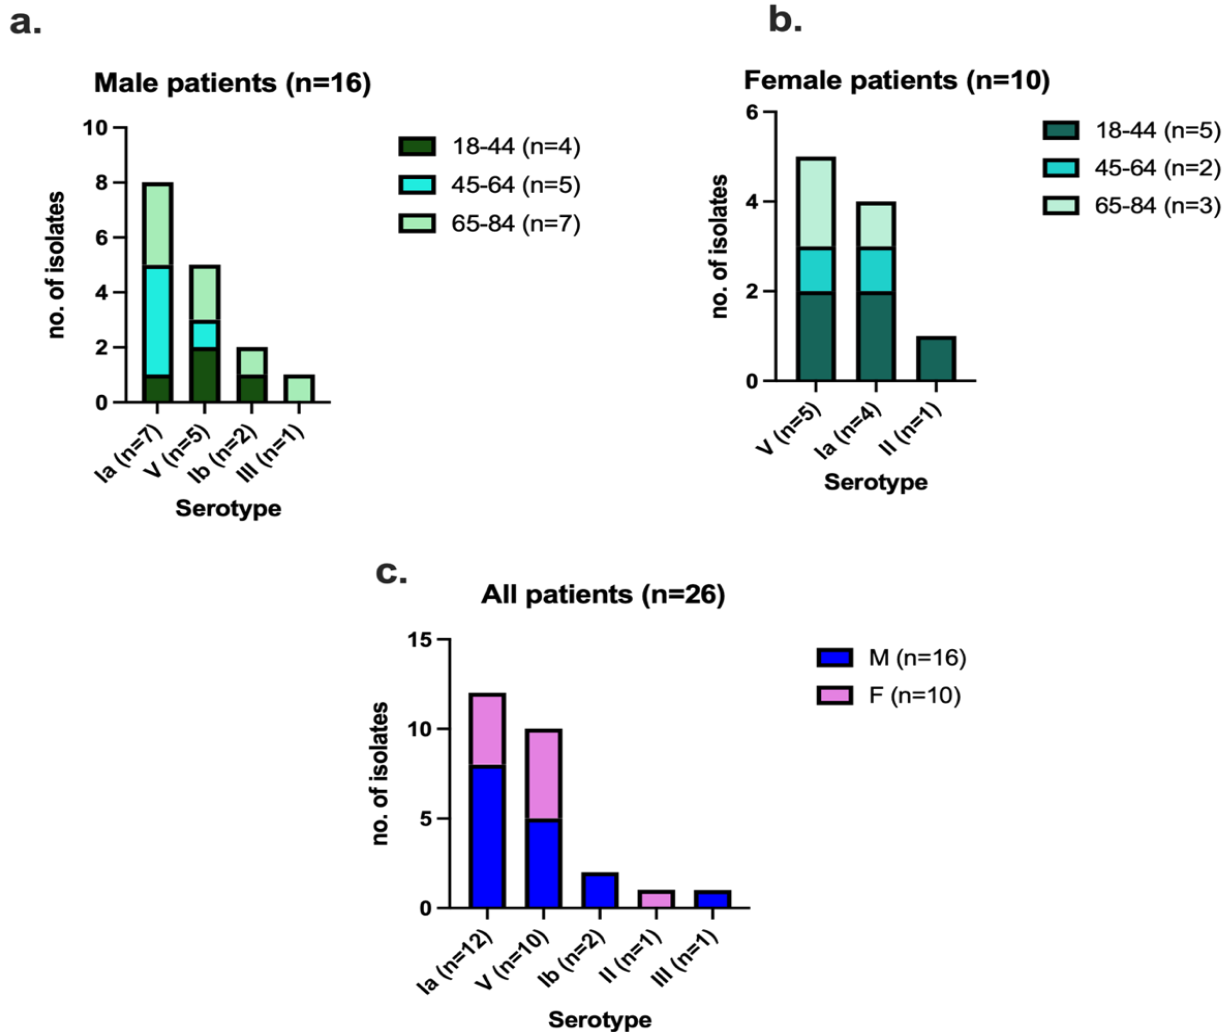 a.
Male patients (n=16)
10
8
6
4
2
0
no. of isolates
Ia (n=7)
V (n=5)
Ib (n=2)
III (n=1)
Serotype
18-44 (n=4)
45-64 (n=5)
65-84 (n=7)
b.
Female patients (n=10)
6
4
2
0
no. of isolates
V (n=5)
Ia (n=4)
II (n=1)
Serotype
18-44 (n=5)
45-64 (n=2)
65-84 (n=3)
c.
All patients (n=26)
15
10
5
0
no. of isolates
Ia (n=12)
V (n=10)
Ib (n=2)
II (n=1)
III (n=1)
Serotype
M (n=16)
F (n=10)